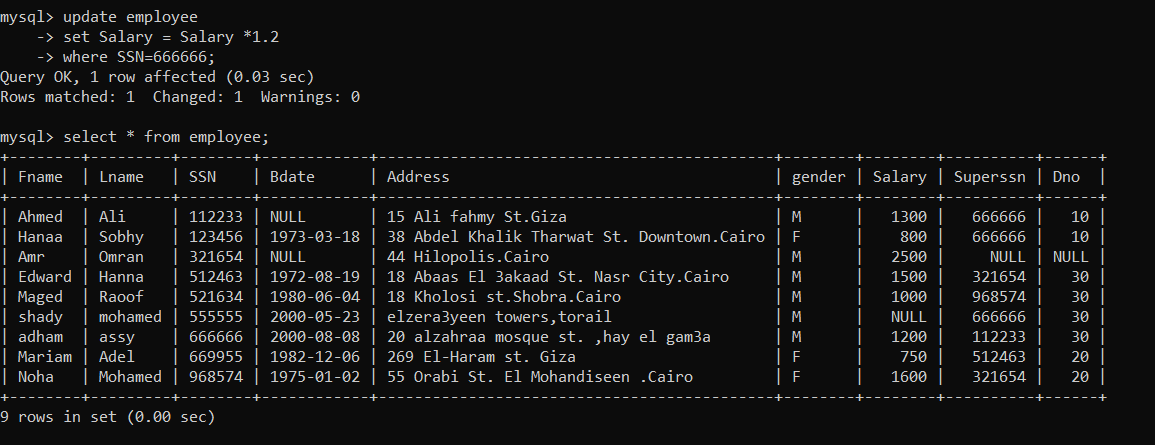 mysql> update employee
    -> set Salary = Salary *1.2
    -> where SSN=666666;
Query OK, 1 row affected (0.03 sec)
Rows matched: 1  Changed: 1  Warnings: 0

mysql> select * from employee;
+--------+---------+--------+------------+--------------------------------------------+--------+--------+----------+------+
| Fname  | Lname   | SSN    | Bdate      | Address                                    | gender | Salary | Superssn | Dno  |
+--------+---------+--------+------------+--------------------------------------------+--------+--------+----------+------+
| Ahmed  | Ali     | 112233 | NULL       | 15 Ali fahmy St.Giza                       | M      |   1300 |   666666 |   10 |
| Hanaa  | Sobhy   | 123456 | 1973-03-18 | 38 Abdel Khalik Tharwat St. Downtown.Cairo | F      |    800 |   666666 |   10 |
| Amr    | Omran   | 321654 | NULL       | 44 Hilopolis.Cairo                         | M      |   2500 |     NULL | NULL |
| Edward | Hanna   | 512463 | 1972-08-19 | 18 Abaas El 3akaad St. Nasr City.Cairo     | M      |   1500 |   321654 |   30 |
| Maged  | Raoof   | 521634 | 1980-06-04 | 18 Kholosi st.Shobra.Cairo                 | M      |   1000 |   968574 |   30 |
| shady  | mohamed | 555555 | 2000-05-23 | elzera3yeen towers,torail                  | M      |   NULL |   666666 |   30 |
| adham  | assy    | 666666 | 2000-08-08 | 20 alzahraa mosque st. ,hay el gam3a       | M      |   1200 |   112233 |   30 |
| Mariam | Adel    | 669955 | 1982-12-06 | 269 El-Haram st. Giza                      | F      |    750 |   512463 |   20 |
| Noha   | Mohamed | 968574 | 1975-01-02 | 55 Orabi St. El Mohandiseen .Cairo         | F      |   1600 |   321654 |   20 |
+--------+---------+--------+------------+--------------------------------------------+--------+--------+----------+------+
9 rows in set (0.00 sec)